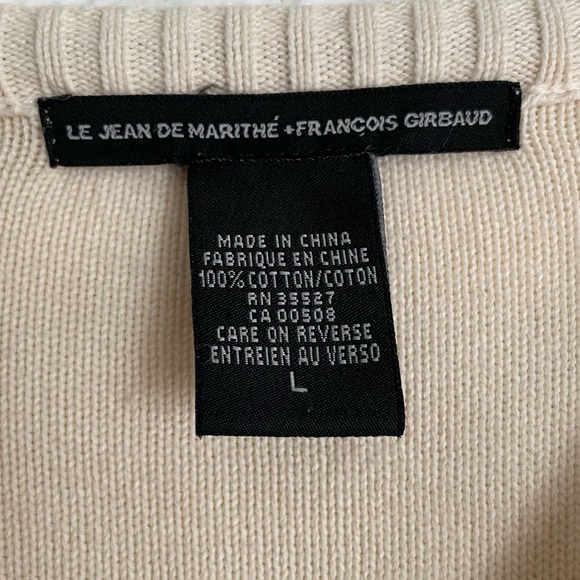 LE JEAN DE MARITHÉ +FRANÇOIS GIRBAUD
MADE IN CHINA
FABRIQUE EN CHINE
100% COTTON/COTON
RN 35527
CA 00508
CARE ON REVERSE
ENTREIEN AU VERSO
L